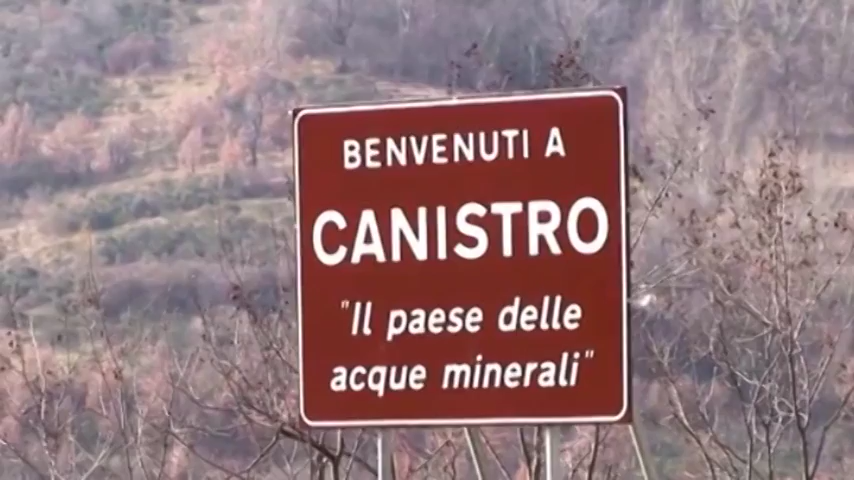 BENVENUTI A
CANISTRO
"Il paese delle
acque minerali"